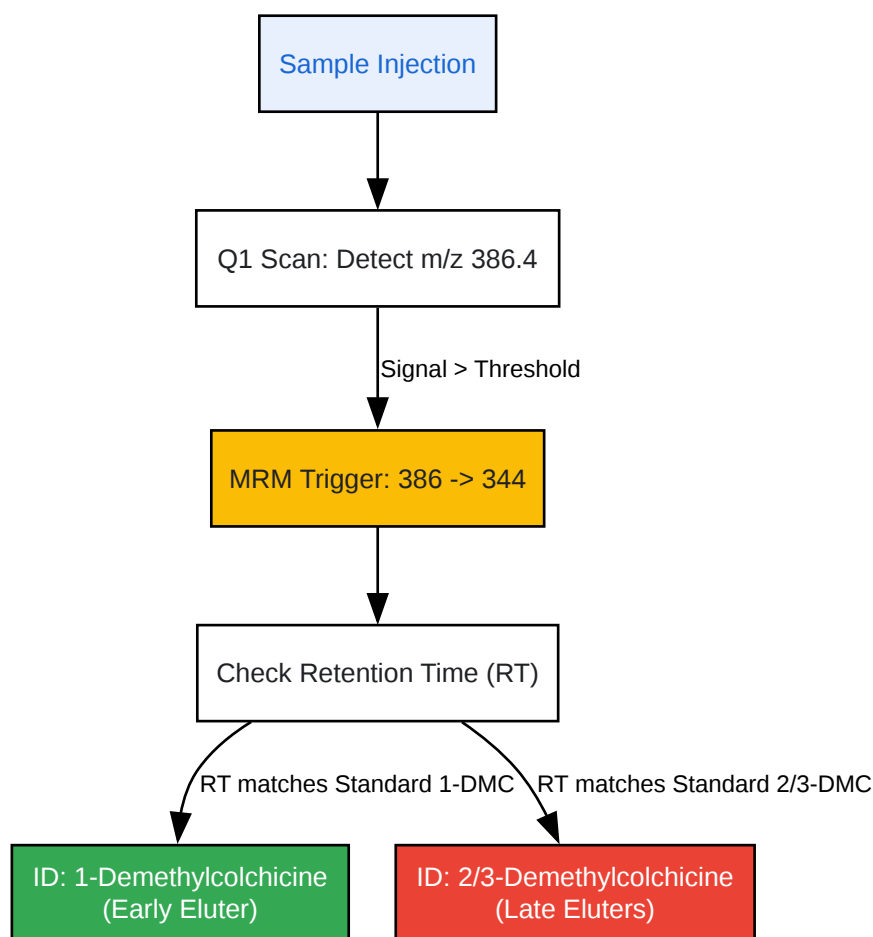 Sample Injection
Q1 Scan: Detect m/z 386.4
Signal > Threshold
MRM Trigger: 386 -> 344
Check Retention Time (RT)
RT matches Standard 1-DMC
RT matches Standard 2/3-DMC
ID: 1-Demethylcolchicine
(Early Eluter)
ID: 2/3-Demethylcolchicine
(Late Eluters)